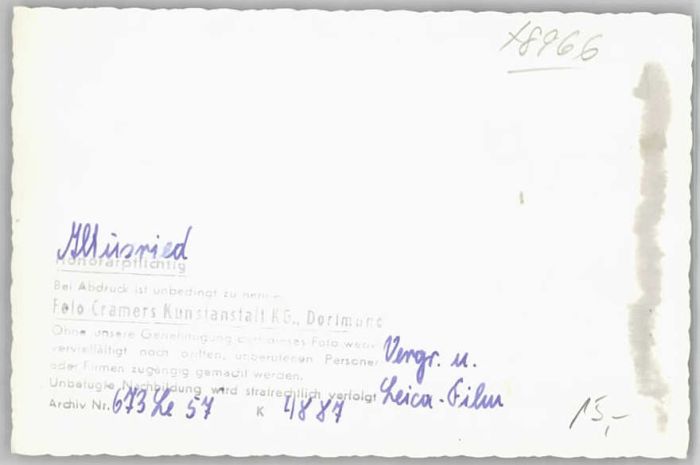 x8966
Altusried
Honorarpflichtig
Bei Abdruck ist unbedingt zu nennen
Foto Cramers Kunstanstalt KG., Dortmund
Ohne unsere Genehmigung darf dieses Foto weder
vervielfältigt noch dritten, unberufenen Personen
oder Firmen zugängig gemacht werden.
Unbefugte Nachbildung wird strafrechtlich verfolgt
Vergr. u.
Leica-Film
Archiv Nr. 673 Le 57 K 4887
15,-